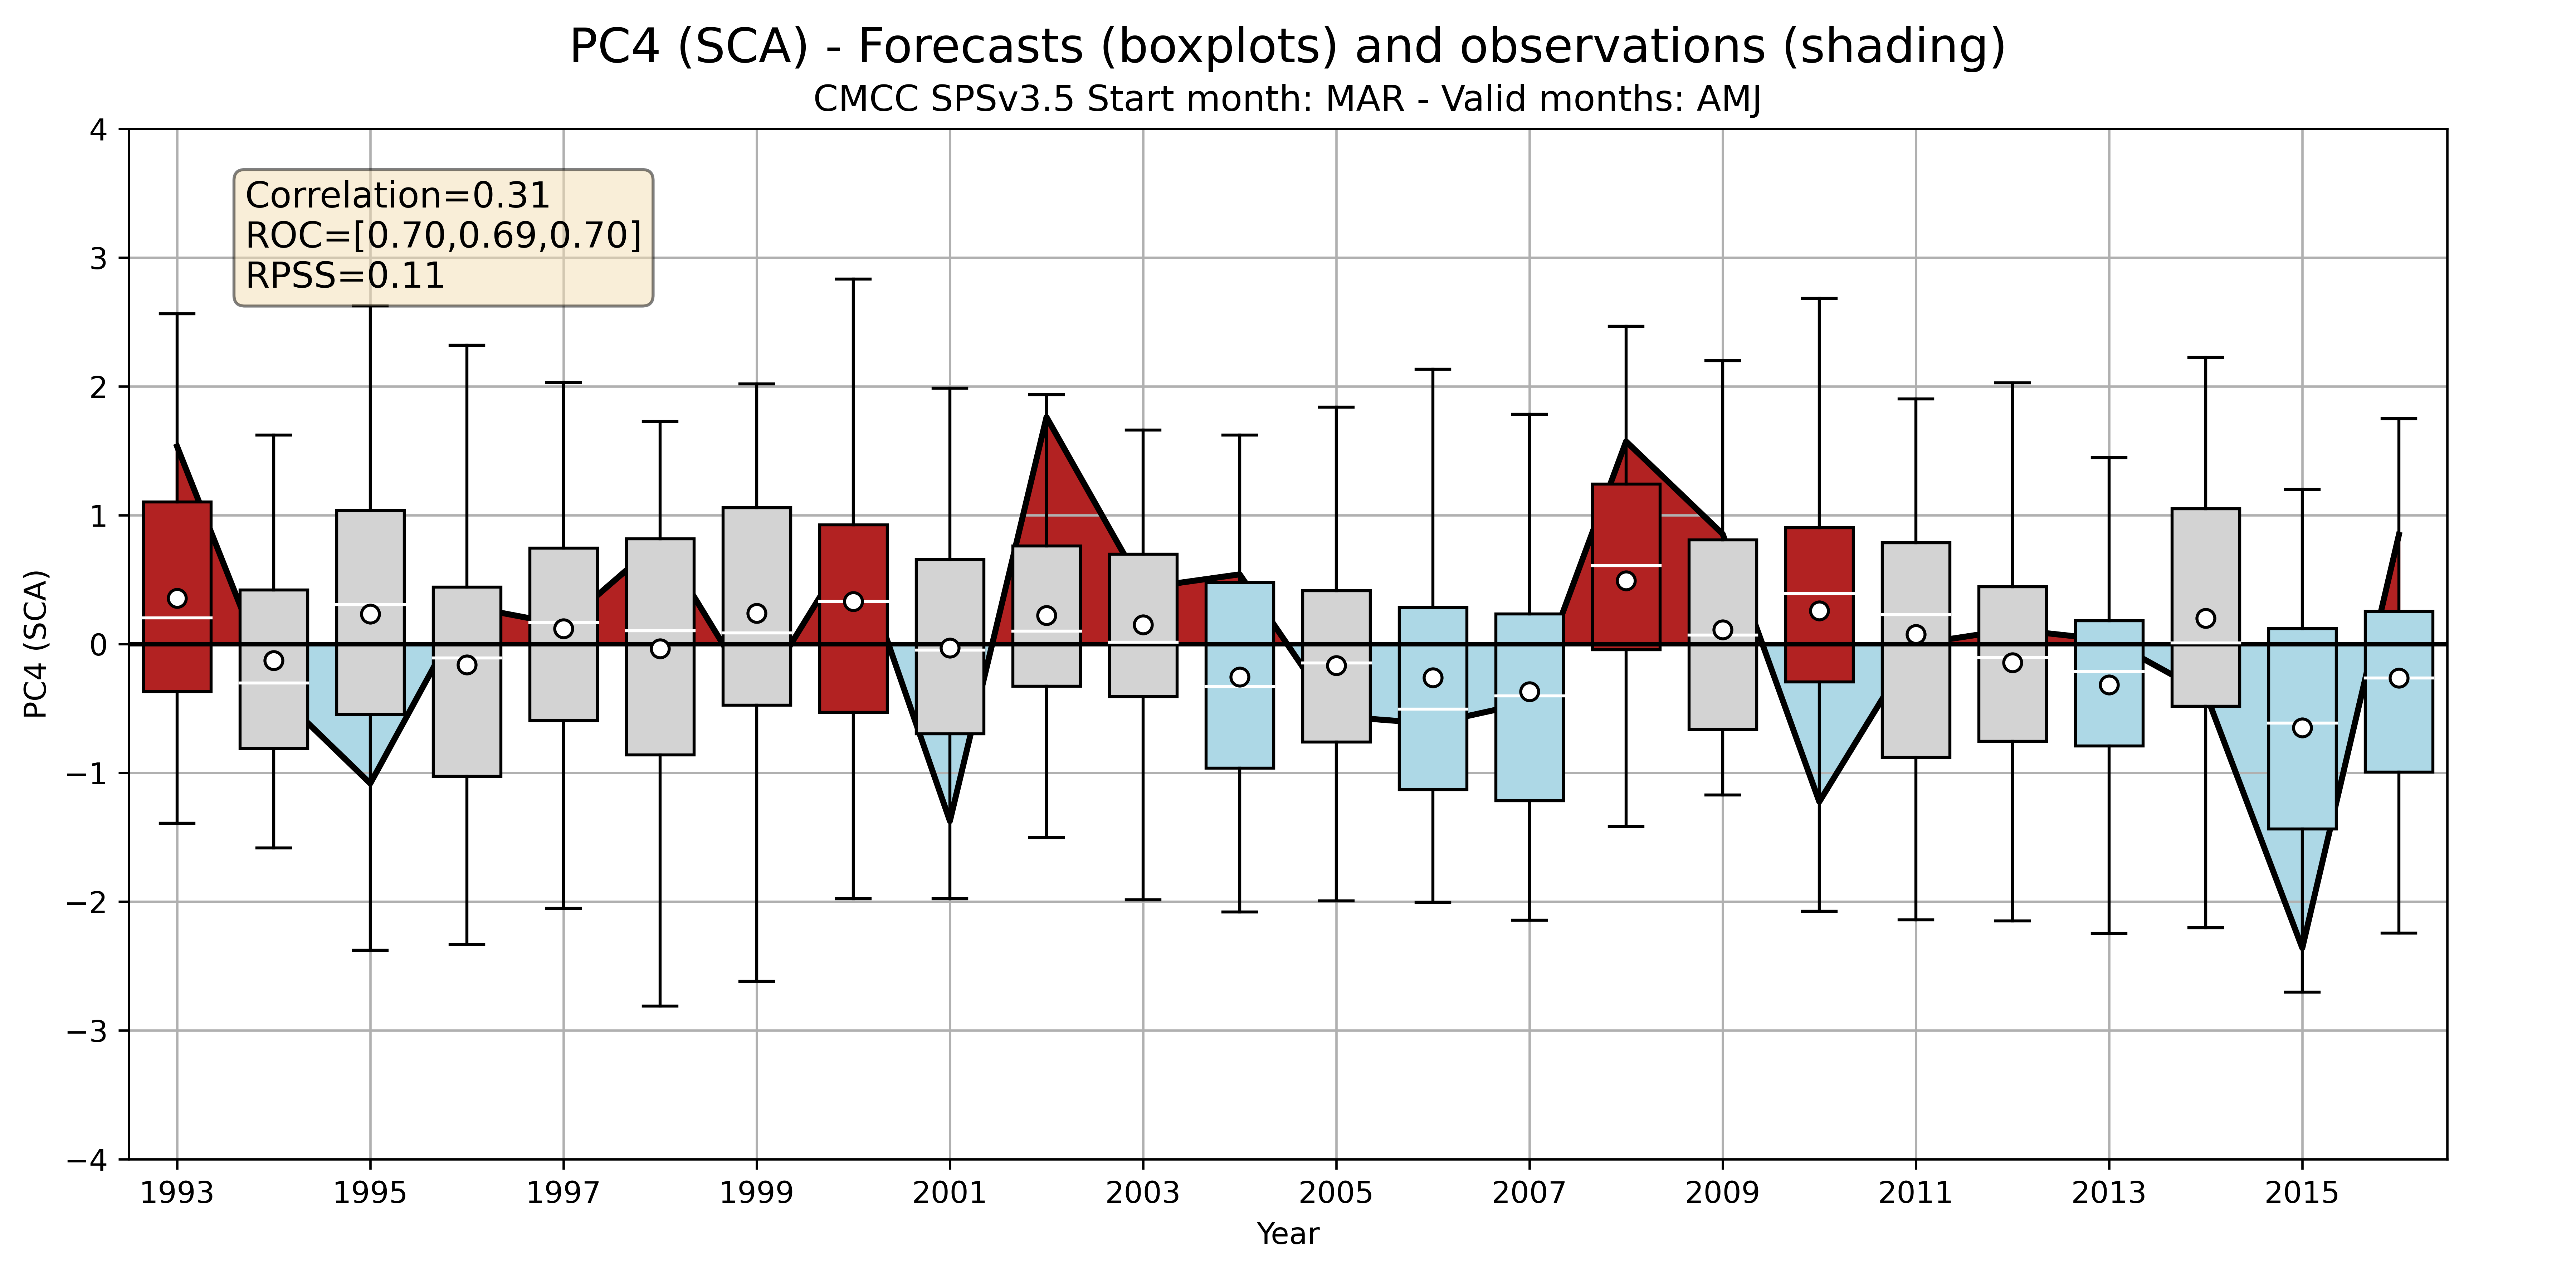 PC4 (SCA) - Forecasts (boxplots) and observations (shading)
CMCC SPSv3.5 Start month: MAR - Valid months: AMJ
Correlation=0.31
ROC=[0.70,0.69,0.70]
RPSS=0.11
PC4 (SCA)
4
3
2
1
0
−1
−2
−3
−4
1993 1995 1997 1999 2001 2003 2005 2007 2009 2011 2013 2015
Year